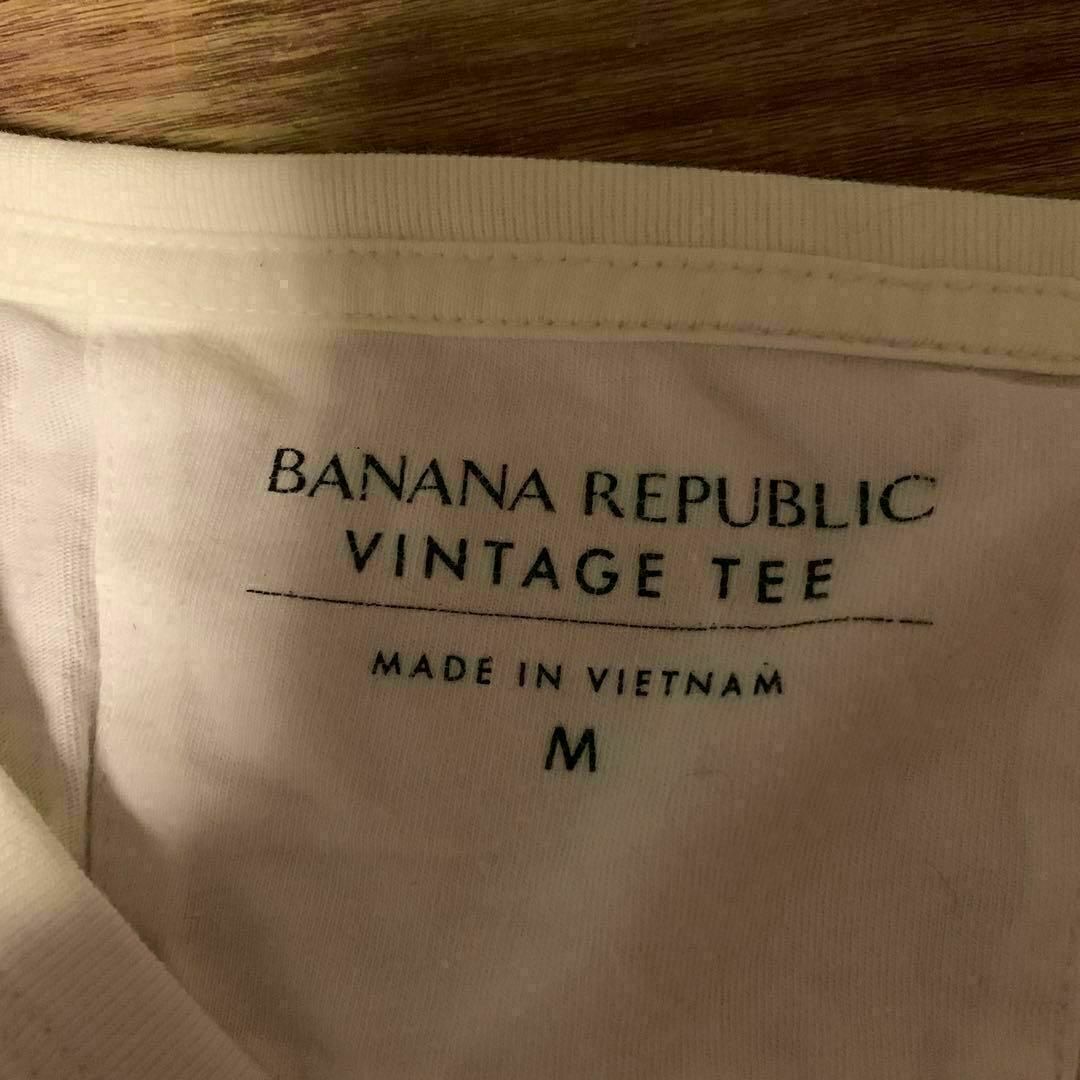 BANANA REPUBLIC
VINTAGE TEE
MADE IN VIETNAM
M